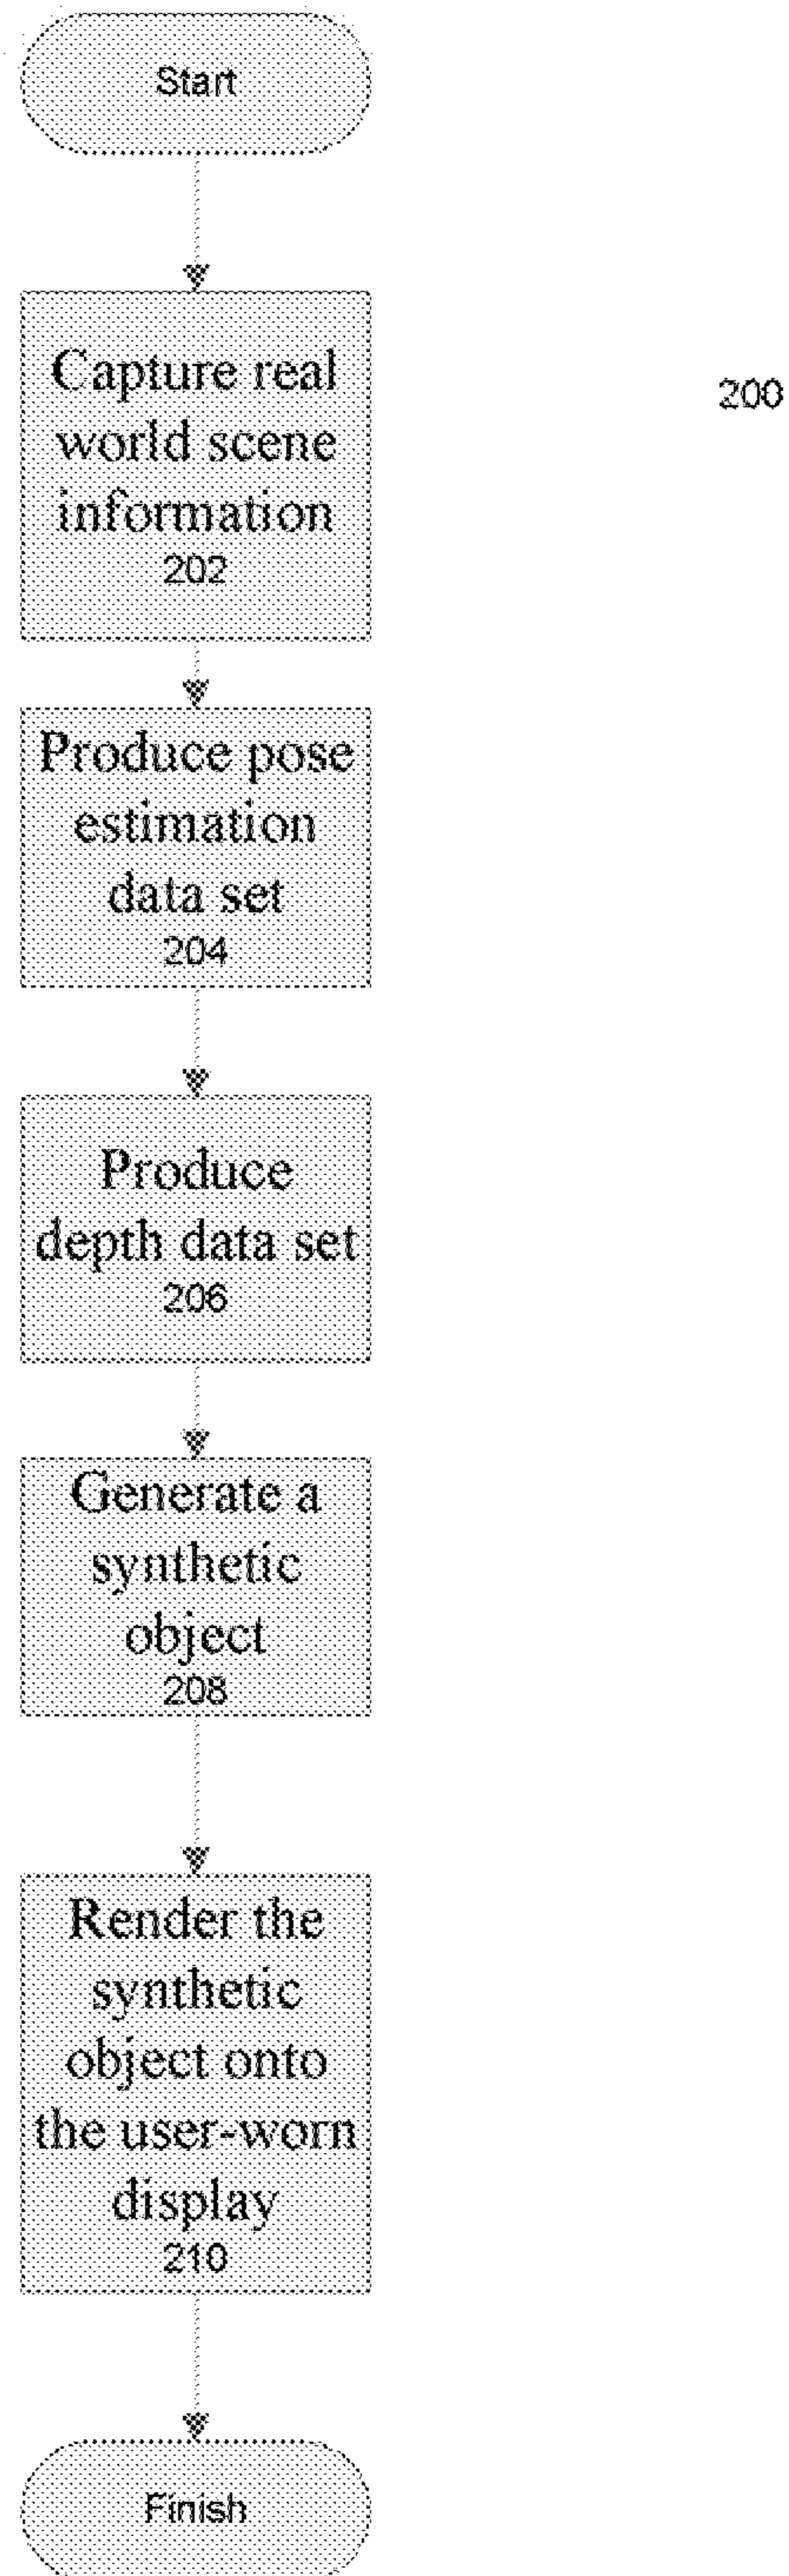 Start
Capture real
world scene
information
202
200
Produce pose
estimation
data set
204
Produce
depth data set
206
Generate a
synthetic
object
208
Render the
synthetic
object onto
the user-worn
display
210
Finish